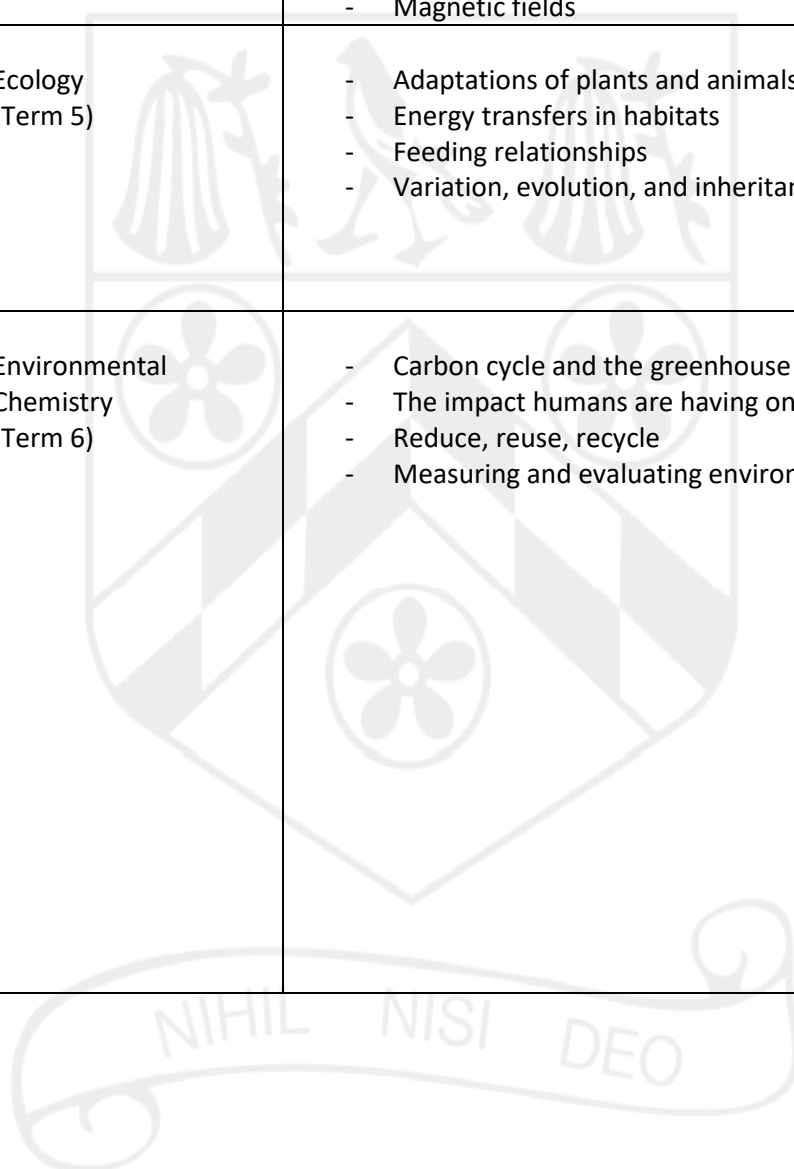 - Magnetic fields
Ecology
Term 5)
- Adaptations of plants and animals
- Energy transfers in habitats
- Feeding relationships
- Variation, evolution, and
Environmental
Chemistry
Term 6)
- Carbon cycle and the greenhouse
- The impact humans are having on
- Reduce, reuse, recycle
- Measuring and evaluating
NIHIL NISI DEO